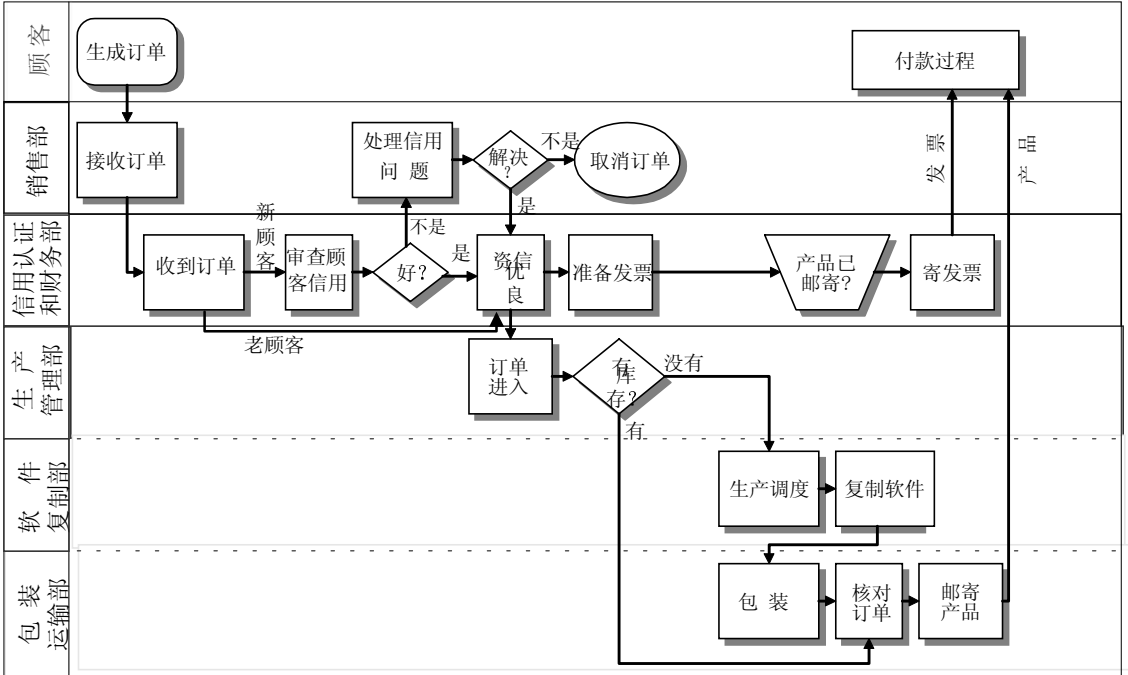 顾客
生成订单
付款过程
销售部
接收订单
处理信用
问 题
解决
?
不是
取消订单
是
发 票
产 品
信用认证
和财务部
收到订单
新
顾
客
审查顾
客信用
不是
好?
是
资信
优
良
准备发票
产品已
邮寄?
寄发票
老顾客
生 产
管理部
订单
进入
有
库
存?
没有
有
软 件
复制部
生产调度
复制软件
包 装
运输部
包 装
核对
订单
邮寄
产品